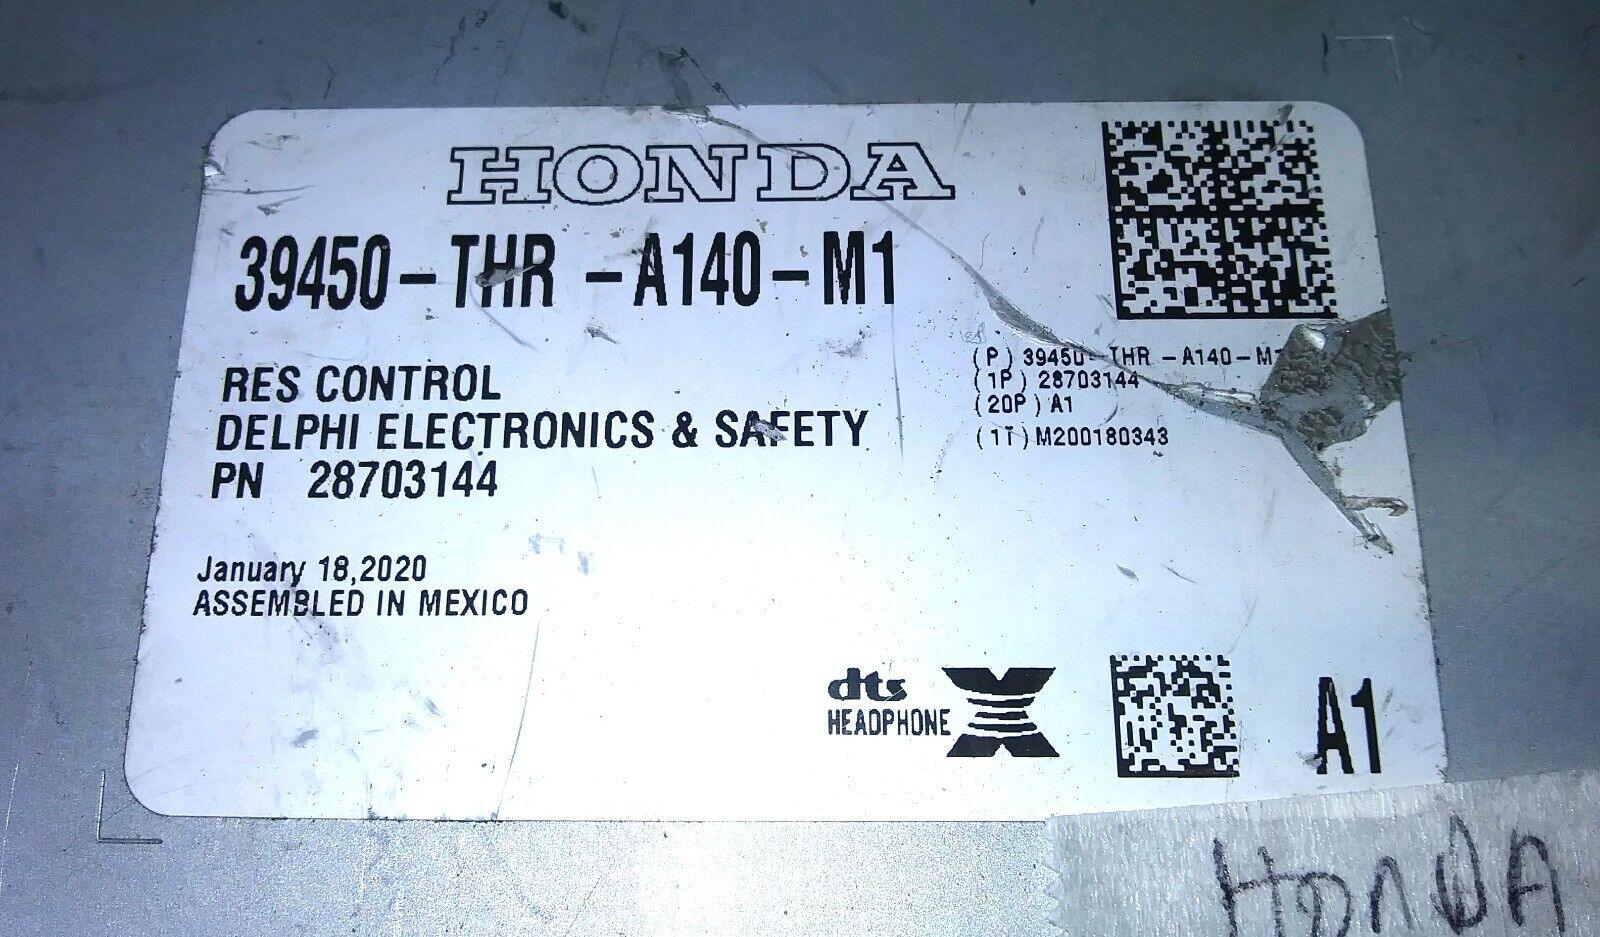 HONDA
39450-THR -A140-M1
RES CONTROL
DELPHI ELECTRONICS & SAFETY
PN 28703144
(P) 39450-THR -A140-M
(1P) 28703144
(20P) A1
(1T) M200180343
January 18,2020
ASSEMBLED IN MEXICO
dts
HEADPHONE X
A1
HONDA